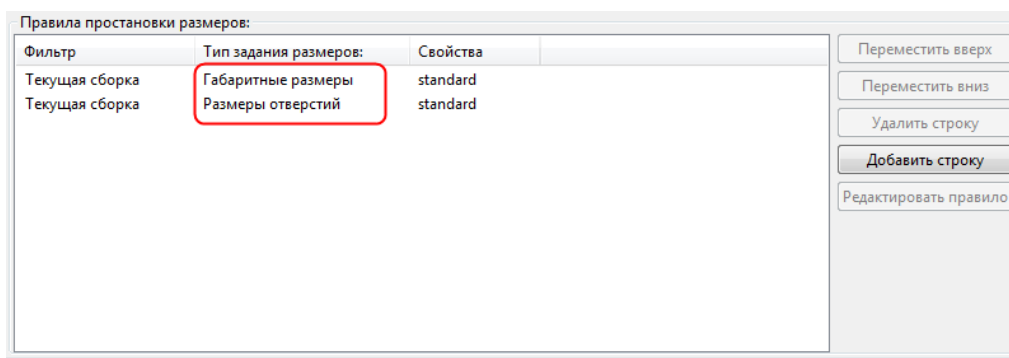 Правила простановки размеров:
Фильтр Тип задания размеров: Свойства
Текущая сборка Габаритные размеры standard
Текущая сборка Размеры отверстий standard
Переместить вверх
Переместить вниз
Удалить строку
Добавить строку
Редактировать правило